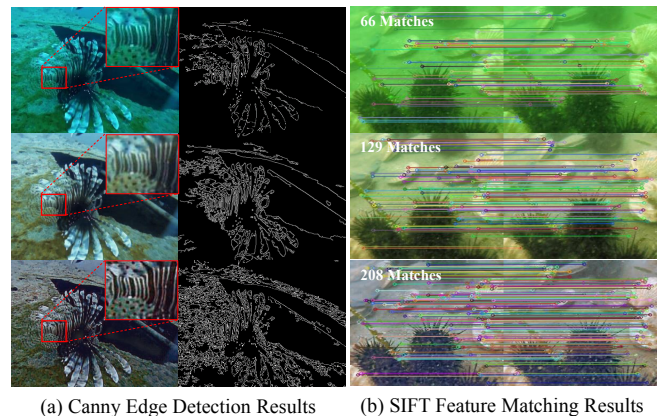 66 Matches
129 Matches
208 Matches
(a) Canny Edge Detection Results
(b) SIFT Feature Matching Results